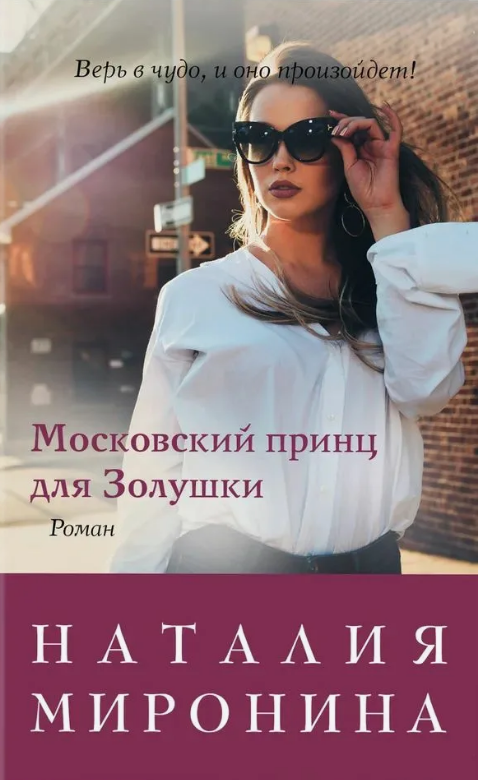 Верь в чудо, и оно произойдет!
Московский принц
для Золушки
Роман
НАТАЛИЯ
МИРОНИНА